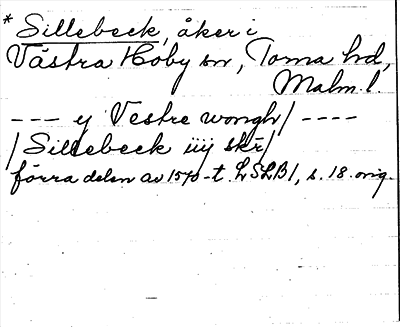 * Sillebeck, åker i
Västra Hoby sn, Torna hd,
Malm. l.
--- y Vestre wongh/ ----
/Sillebeck iiij skr/
förra delen av 1570-t. LSLB1, s. 18. orig.